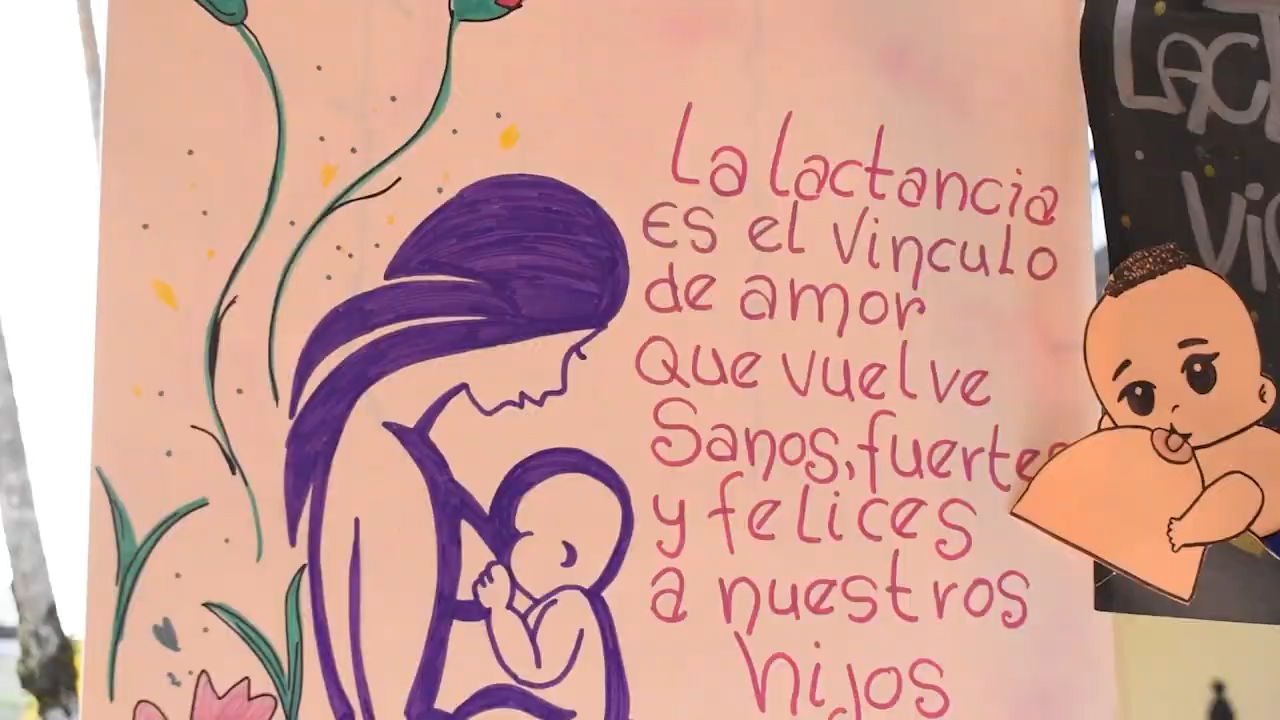 La lactancia
ES el Vinculo
de amor
Que vuelve
Sanos, fuertes
y felices
a nuestros
hijos